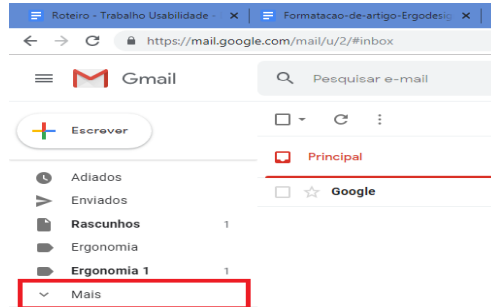 Roteiro - Trabalho Usabilidade -
Formatacao-de-artigo-Ergodesig
https://mail.google.com/mail/u/2/#inbox
Gmail
Pesquisar e-mail
Escrever
Principal
Adiados
Google
Enviados
Rascunhos 1
Ergonomia
Ergonomia 1 1
Mais